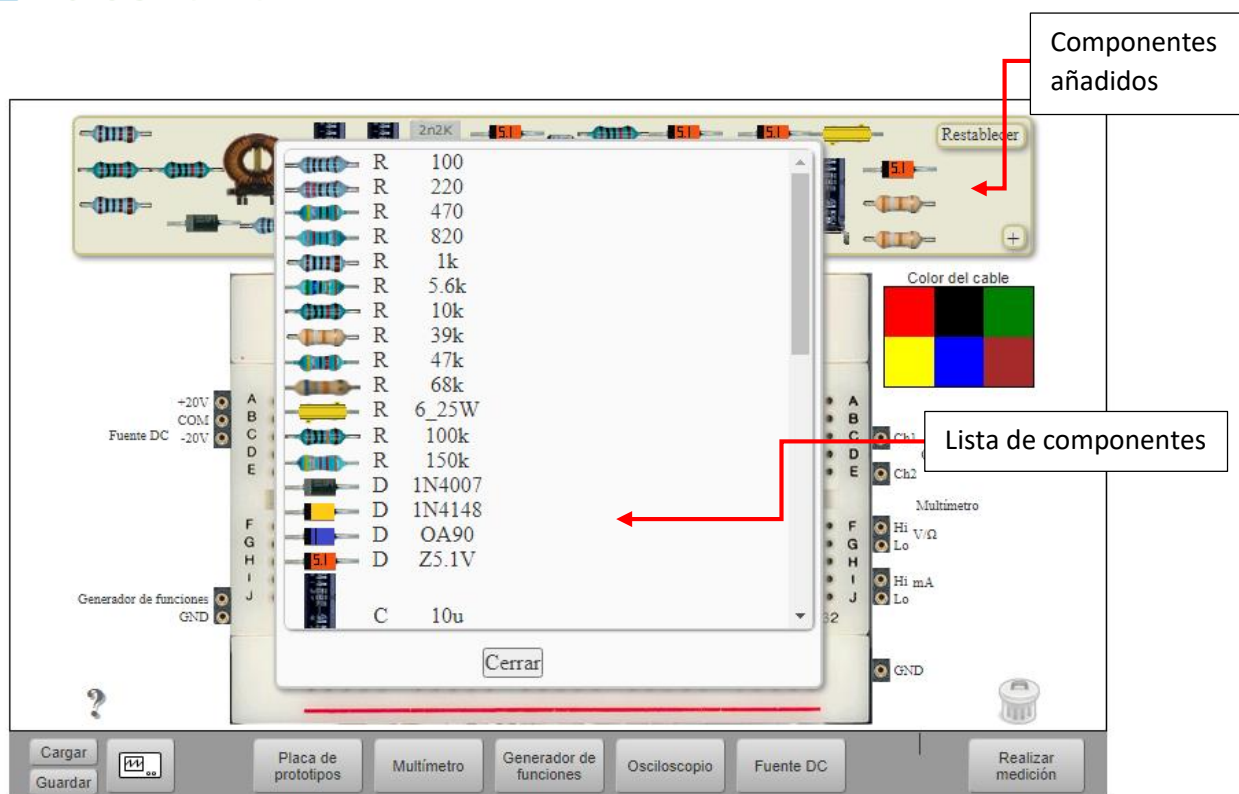 Componentes
añadidos
2n2K
5.1
5.1
5.1
Restablecer
5.1
+
R 100
R 220
R 470
R 820
R 1k
R 5.6k
R 10k
R 39k
R 47k
R 68k
R 6_25W
R 100k
R 150k
D 1N4007
D 1N4148
D OA90
5.1 D Z5.1V
C 10u
Cerrar
Color del cable
+20V
COM
Fuente DC -20V
A
B
C
D
E
F
G
H
I
J
Generador de funciones
GND
A
B
C
D
E
F
G
H
I
J
32
Ch1
Ch2
Lista de componentes
Multímetro
Hi V/Ω
Lo
Hi mA
Lo
GND
?
Cargar
Guardar
Placa de
prototipos
Multímetro
Generador de
funciones
Osciloscopio
Fuente DC
Realizar
medición